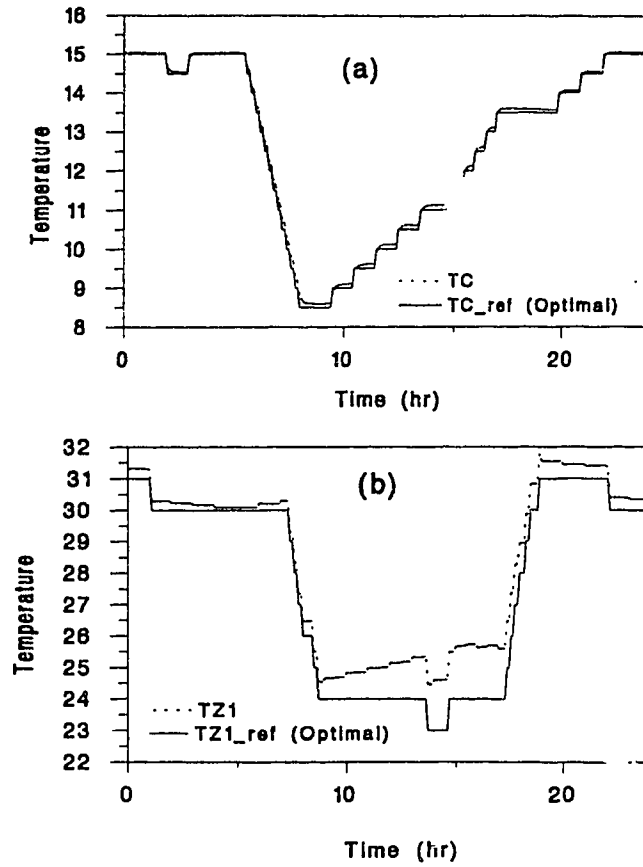 16
(a)
15
14
13
12
11
10
9
8
Temperature
TC
TC_ref (Optimal)
0
10
20
Time (hr)
32
(b)
31
30
29
28
27
26
25
24
23
22
Temperature
TZ1
TZ1_ref (Optimal)
0
10
20
Time (hr)